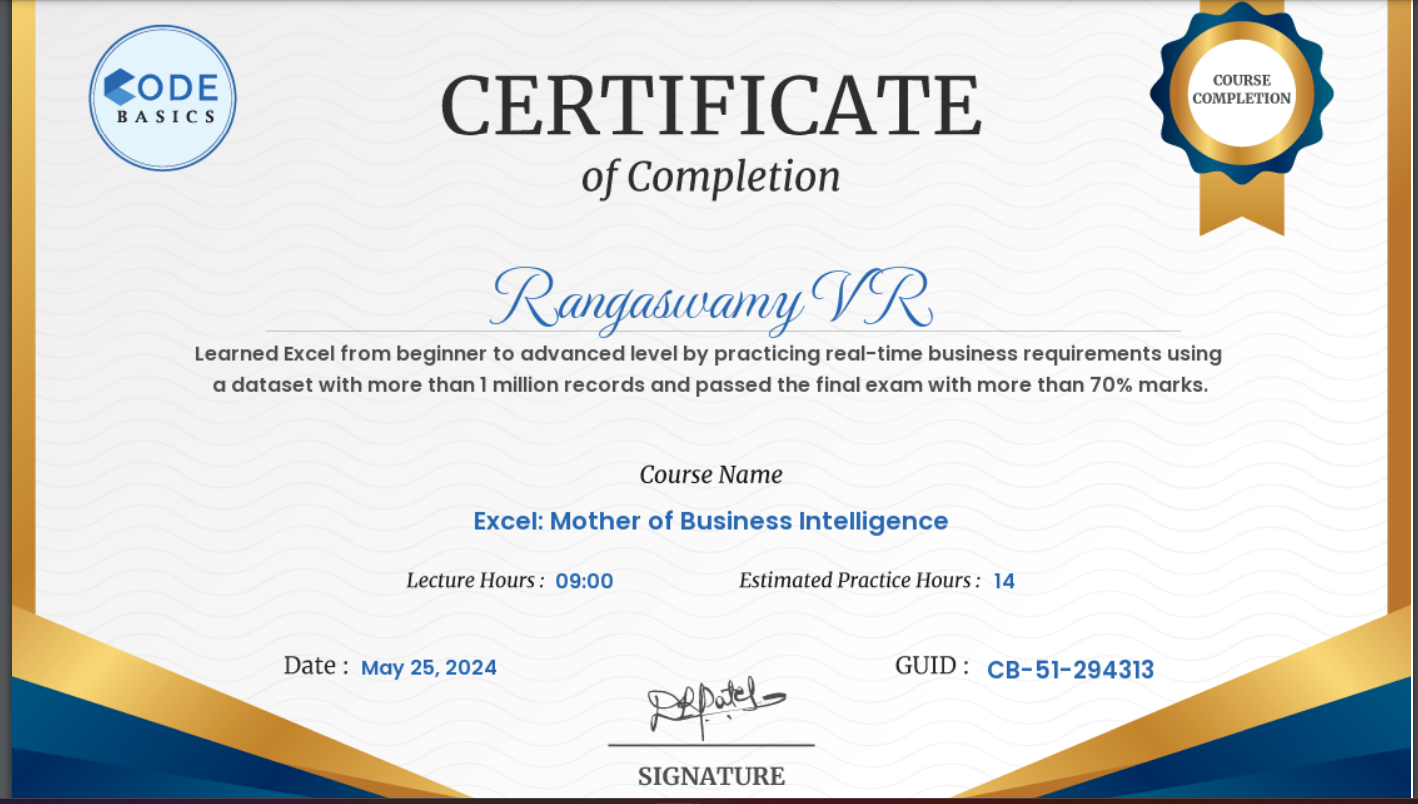 CODE
BASICS
COURSE
COMPLETION
CERTIFICATE
of Completion
Rangaswamy VR
Learned Excel from beginner to advanced level by practicing real-time business requirements using
a dataset with more than 1 million records and passed the final exam with more than 70% marks.
Course Name
Excel: Mother of Business Intelligence
Lecture Hours : 09:00 Estimated Practice Hours : 14
Date : May 25, 2024 GUID : CB-51-294313
DLPatel
SIGNATURE